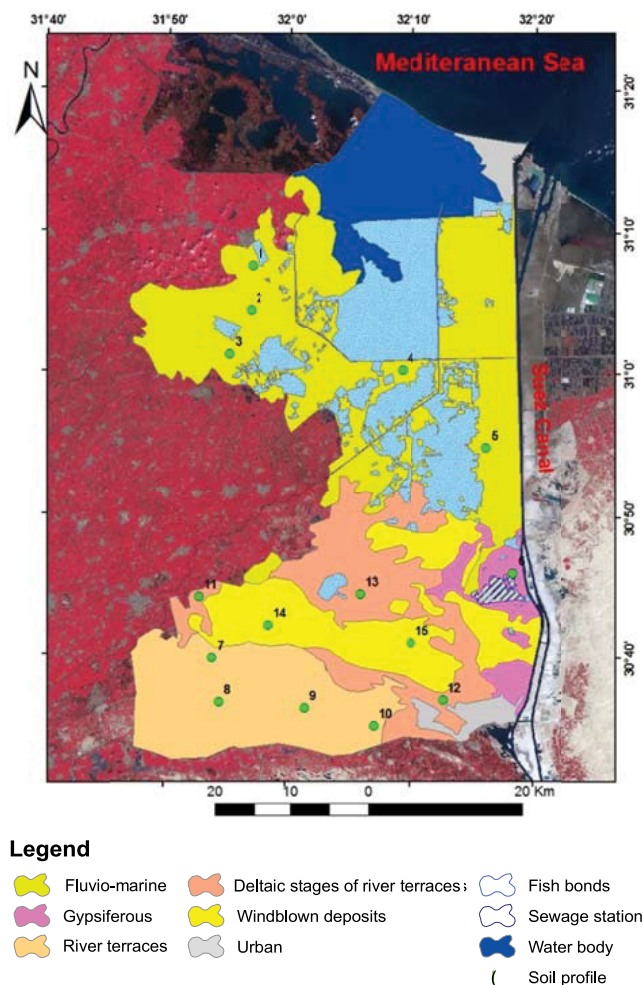 31°40' 31°50' 32°0' 32°10' 32°20'
Mediteranean Sea
N
31°20'
31°10'
1
2
3
4
31°0'
Suez Canal
5
30°50'
6
11
13
14
15
7
30°40'
8
9
12
10
20 10 0 20 Km
Legend
Fluvio-marine
Deltaic stages of river terraces
Fish bonds
Gypsiferous
Windblown deposits
Sewage station
River terraces
Urban
Water body
Soil profile